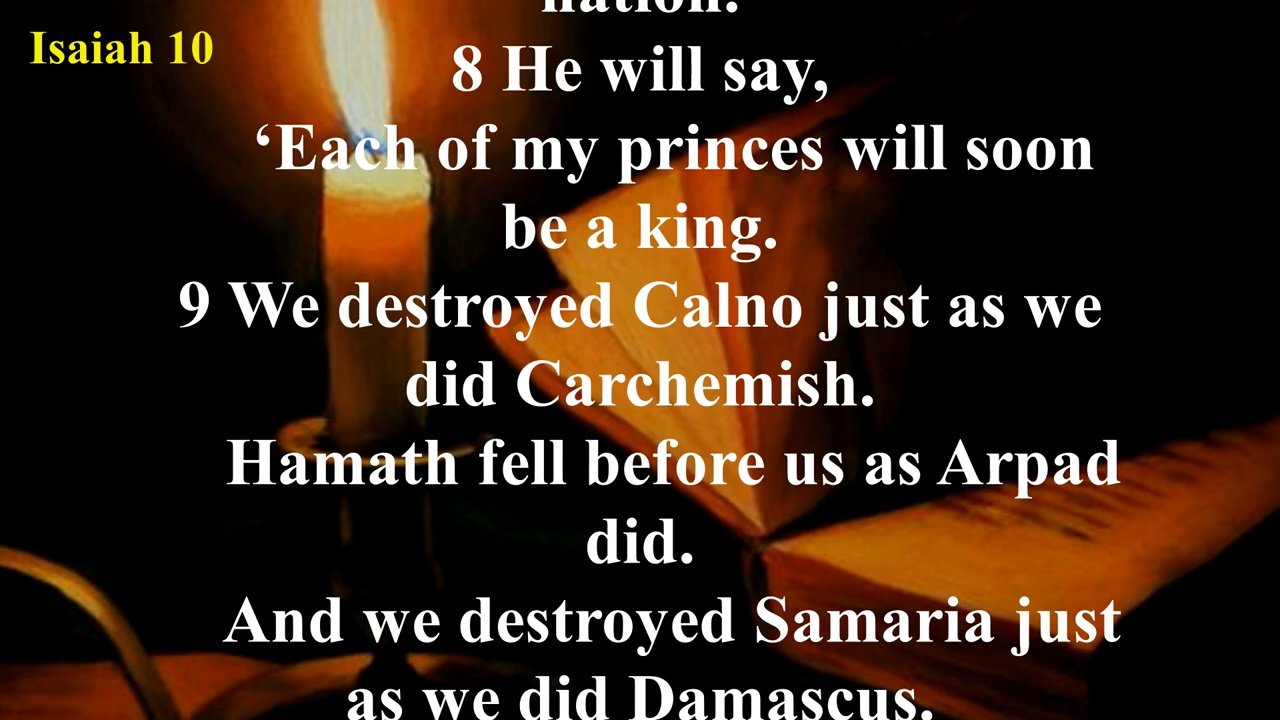 Isaiah 10
nation.
8 He will say,
‘Each of my princes will soon
be a king.
9 We destroyed Calno just as we
did Carchemish.
Hamath fell before us as Arpad
did.
And we destroyed Samaria just
as we did Damascus.